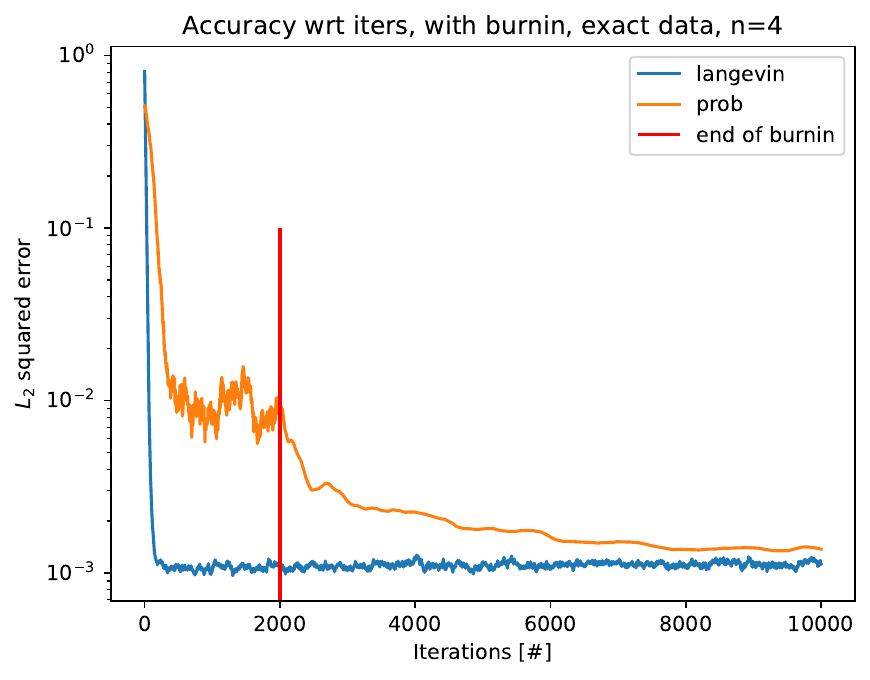 Accuracy wrt iters, with burnin, exact data, n=4
langevin
prob
end of burnin
L₂ squared error
10⁰
10⁻¹
10⁻²
10⁻³
0 2000 4000 6000 8000 10000
Iterations [#]